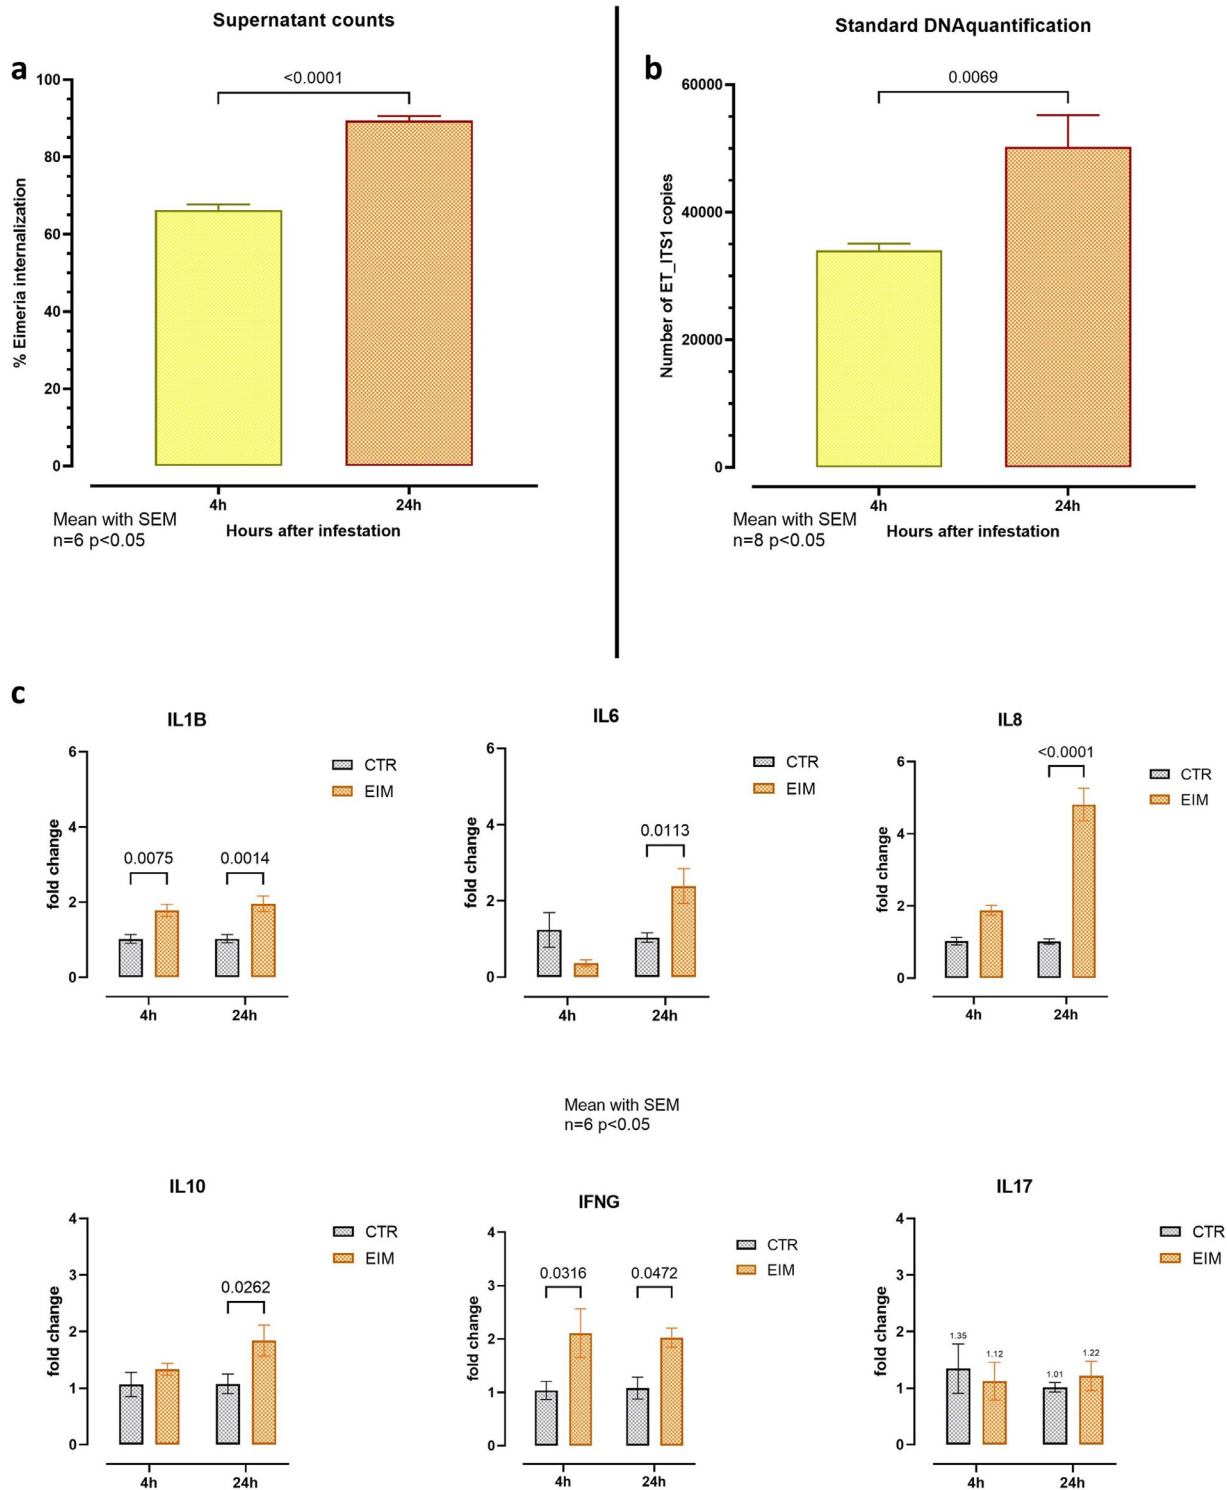 Supernatant counts
a
<0.0001
100
80
60
40
20
0
% Eimeria internalization
4h
24h
Hours after infestation
Mean with SEM
n=6 p<0.05
Standard DNAquantification
b
0.0069
60000
40000
20000
0
Number of ET_ITS1 copies
4h
24h
Hours after infestation
Mean with SEM
n=8 p<0.05
c
IL1B
6
4
2
0
fold change
0.0075
0.0014
CTR
EIM
4h
24h
IL6
6
4
2
0
fold change
0.0113
CTR
EIM
4h
24h
IL8
6
4
2
0
fold change
<0.0001
CTR
EIM
4h
24h
Mean with SEM
n=6 p<0.05
IL10
4
3
2
1
0
fold change
0.0262
CTR
EIM
4h
24h
IFNG
4
3
2
1
0
fold change
0.0316
0.0472
CTR
EIM
4h
24h
IL17
4
3
2
1
0
fold change
1.35
1.12
1.01
1.22
CTR
EIM
4h
24h